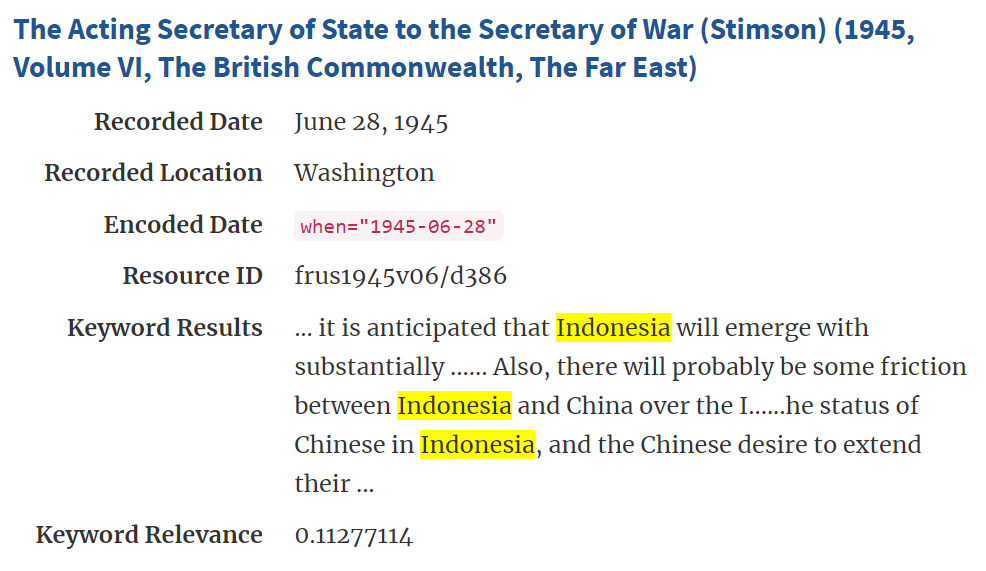 The Acting Secretary of State to the Secretary of War (Stimson) (1945,
Volume VI, The British Commonwealth, The Far East)
Recorded Date June 28, 1945
Recorded Location Washington
Encoded Date when="1945-06-28"
Resource ID frus1945v06/d386
Keyword Results ... it is anticipated that Indonesia will emerge with
substantially ...... Also, there will probably be some friction
between Indonesia and China over the I......he status of
Chinese in Indonesia, and the Chinese desire to extend
their ...
Keyword Relevance 0.11277114